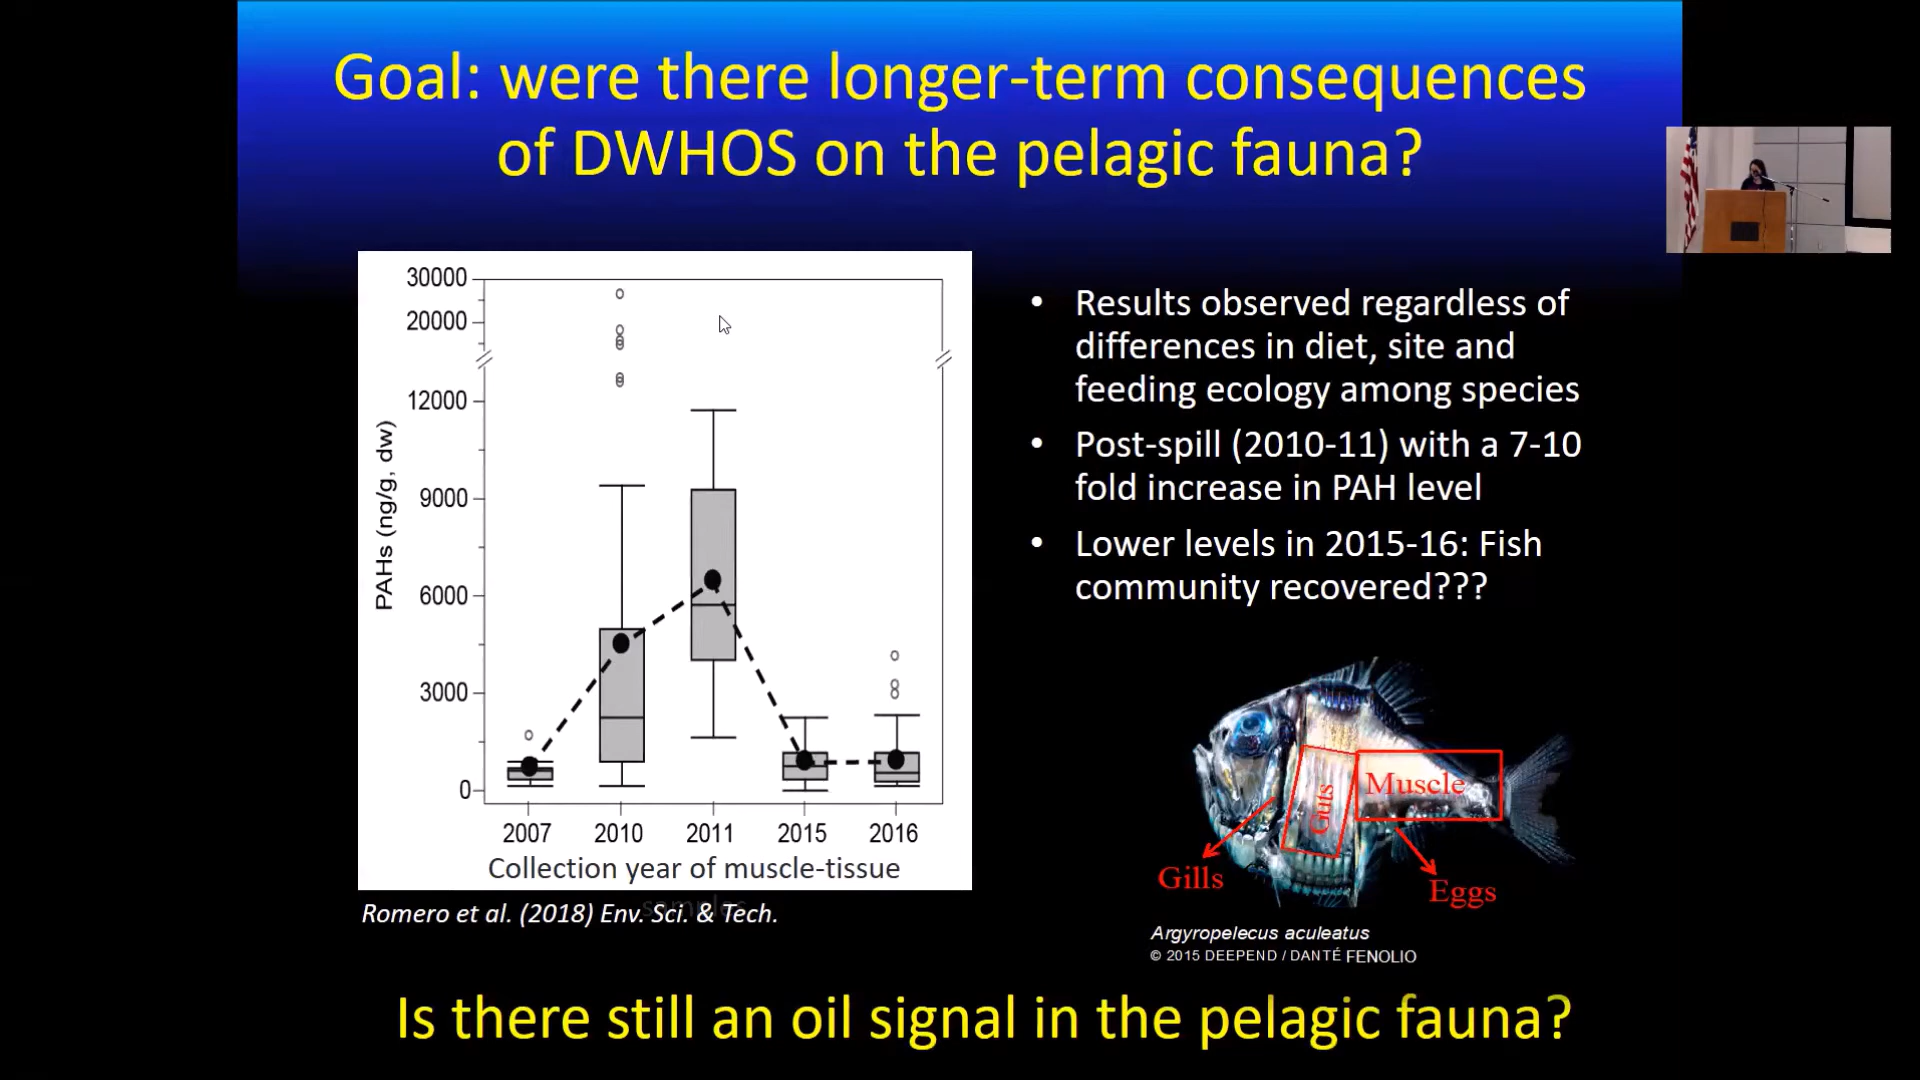 Goal: were there longer-term consequences
of DWHOS on the pelagic fauna?
30000
20000
12000
9000
6000
3000
0
PAHs (ng/g, dw)
2007 2010 2011 2015 2016
Collection year of muscle-tissue
samples
Romero et al. (2018) Env. Sci. & Tech.
• Results observed regardless of
differences in diet, site and
feeding ecology among species
• Post-spill (2010-11) with a 7-10
fold increase in PAH level
• Lower levels in 2015-16: Fish
community recovered???
Guts
Muscle
Gills
Eggs
Argyropelecus aculeatus
© 2015 DEEPEND / DANTÉ FENOLIO
Is there still an oil signal in the pelagic fauna?